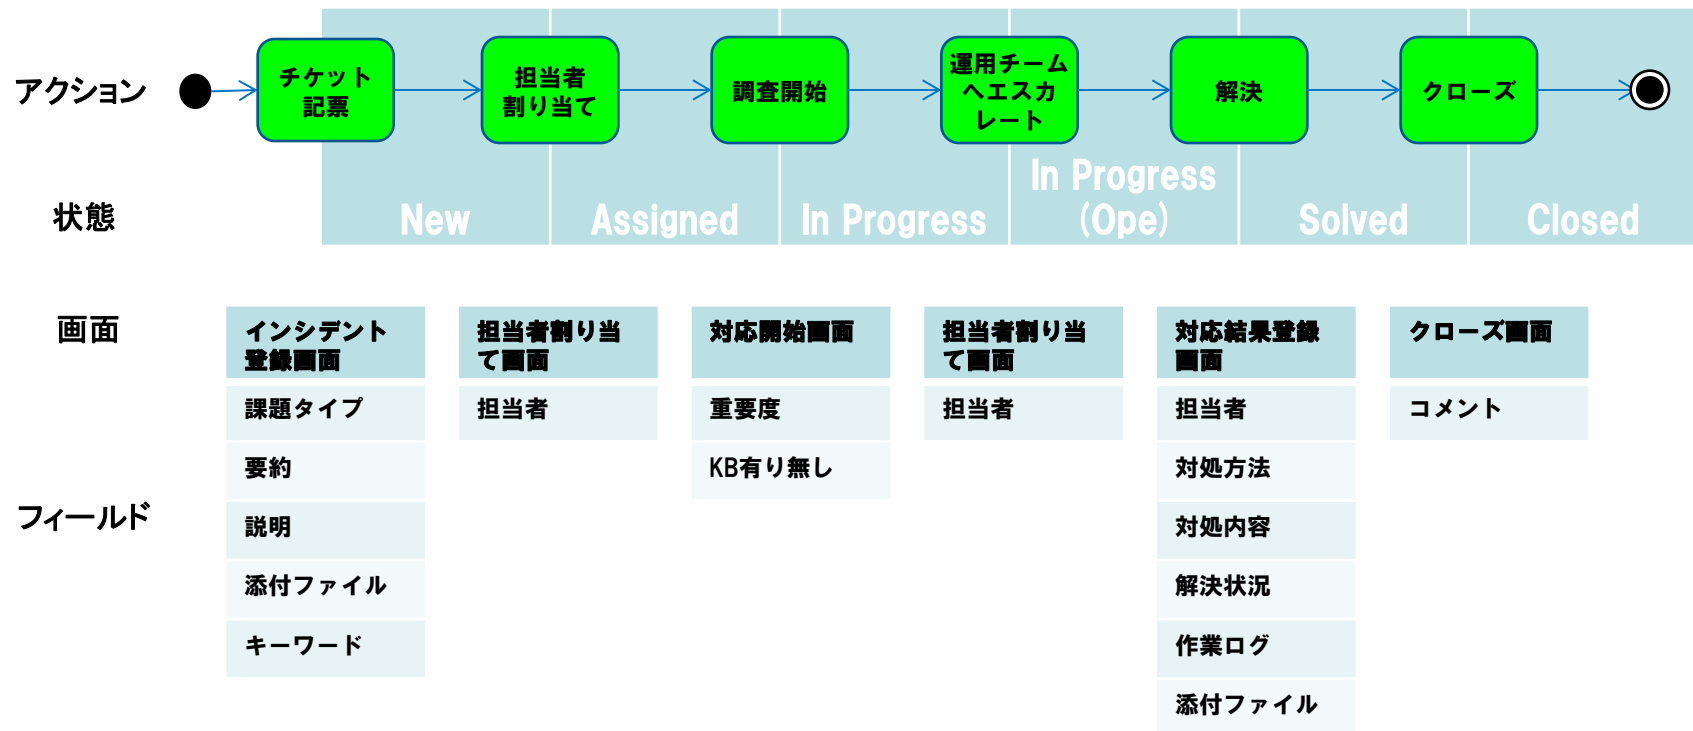 アクション
チケット
記票
担当者
割り当て
調査開始
運用チーム
へエスカ
レート
解決
クローズ
状態
New
Assigned
In Progress
In Progress
(Ope)
Solved
Closed
画面
インシデント
登録画面
担当者割り当
て画面
対応開始画面
担当者割り当
て画面
対応結果登録
画面
クローズ画面
フィールド
課題タイプ
担当者
重要度
担当者
担当者
コメント
要約
KB有り無し
対処方法
説明
対処内容
添付ファイル
解決状況
キーワード
作業ログ
添付ファイル